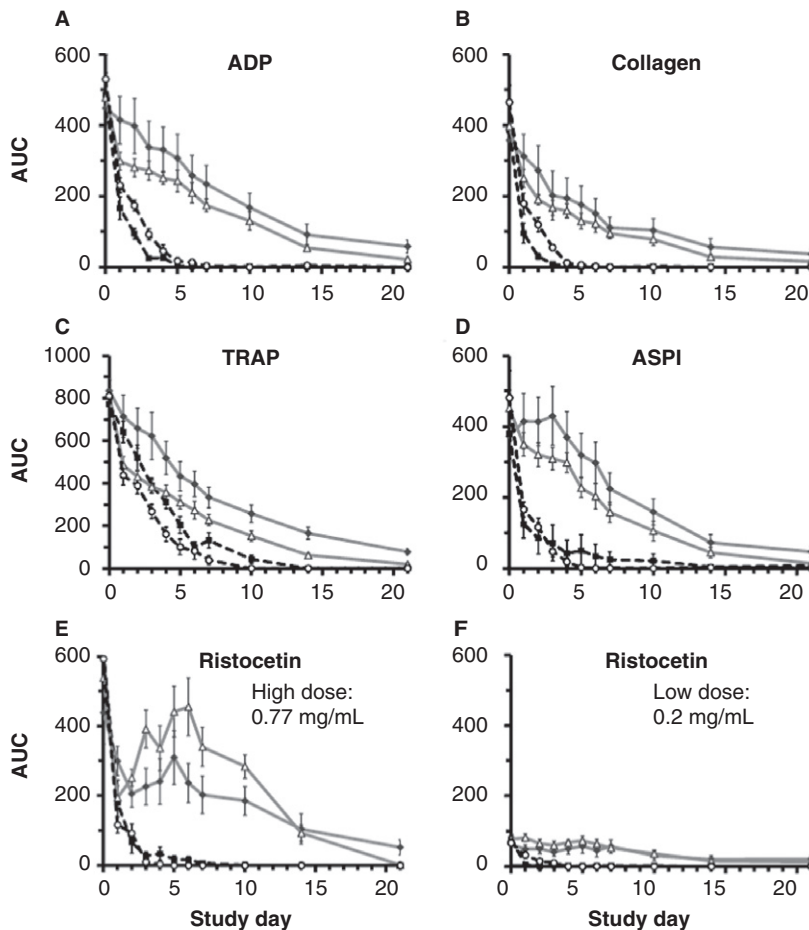 A
ADP
600
400
200
0
AUC
0 5 10 15 20
B
Collagen
600
400
200
0
0 5 10 15 20
C
TRAP
1000
800
600
400
200
0
AUC
0 5 10 15 20
D
ASPI
600
400
200
0
0 5 10 15 20
E
Ristocetin
High dose:
0.77 mg/mL
600
400
200
0
AUC
0 5 10 15 20
Study day
F
Ristocetin
Low dose:
0.2 mg/mL
600
400
200
0
0 5 10 15 20
Study day